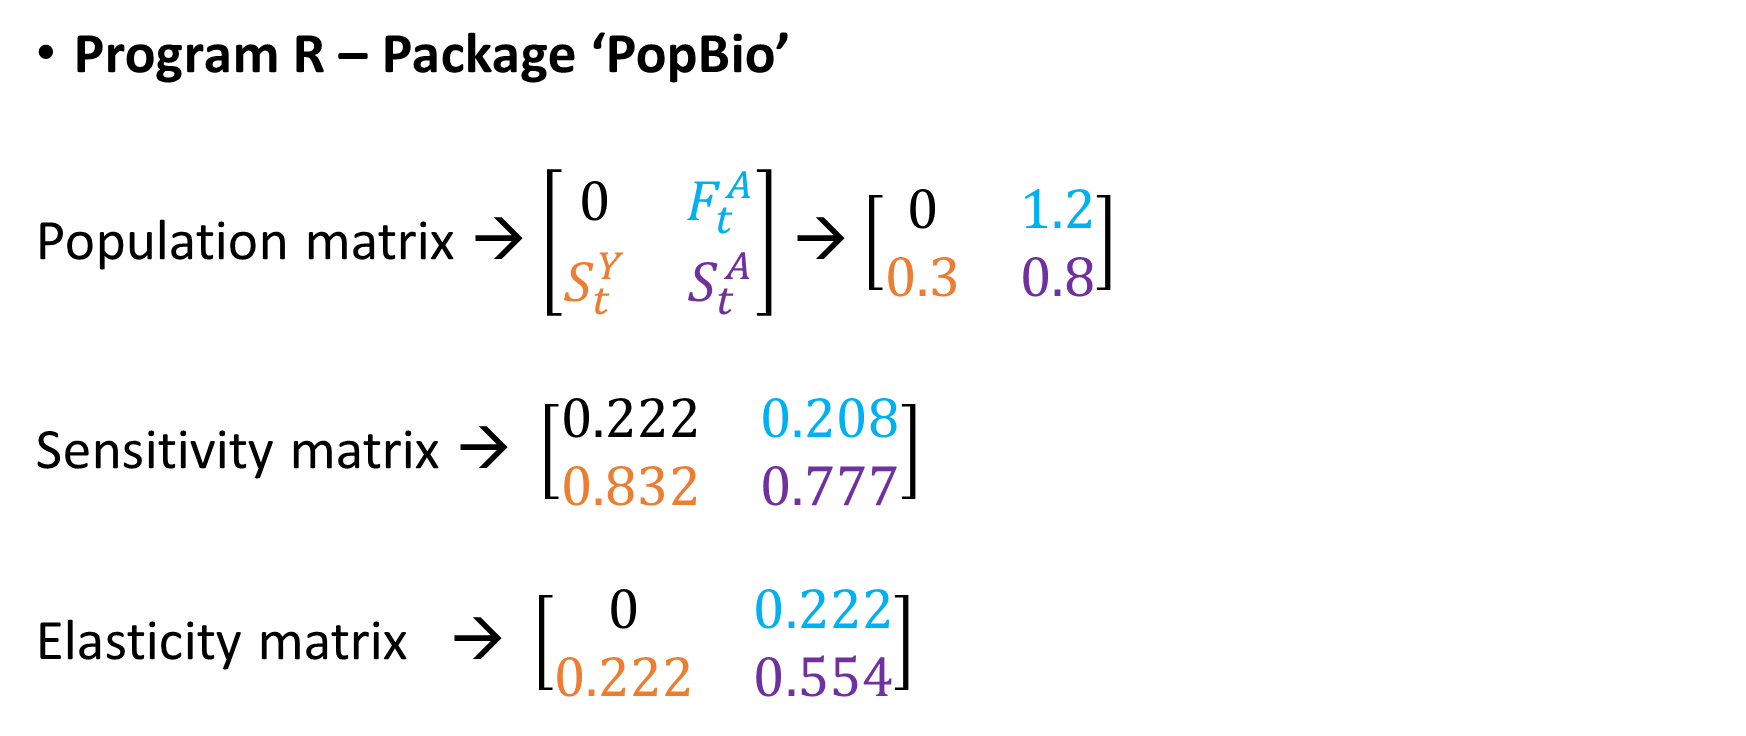 • Program R – Package ‘PopBio’
Population matrix → [0 F_t^A; S_t^Y S_t^A] → [0 1.2; 0.3 0.8]
Sensitivity matrix → [0.222 0.208; 0.832 0.777]
Elasticity matrix → [0 0.222; 0.222 0.554]